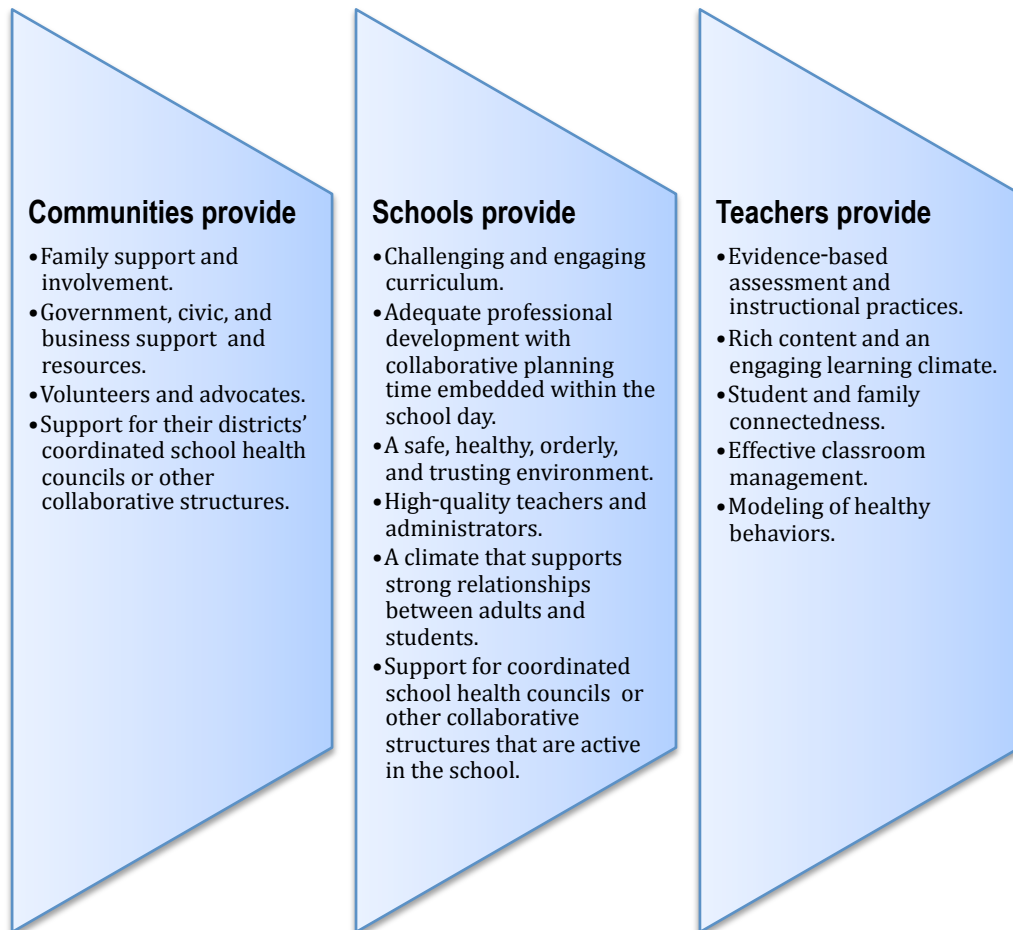 Communities provide
•Family support and
involvement.
•Government, civic, and
business support and
resources.
•Volunteers and advocates.
•Support for their districts’
coordinated school health
councils or other
collaborative structures.
Schools provide
•Challenging and engaging
curriculum.
•Adequate professional
development with
collaborative planning
time embedded within the
school day.
•A safe, healthy, orderly,
and trusting environment.
•High-quality teachers and
administrators.
•A climate that supports
strong relationships
between adults and
students.
•Support for coordinated
school health councils or
other collaborative
structures that are active
in the school.
Teachers provide
•Evidence-based
assessment and
instructional practices.
•Rich content and an
engaging learning climate.
•Student and family
connectedness.
•Effective classroom
management.
•Modeling of healthy
behaviors.